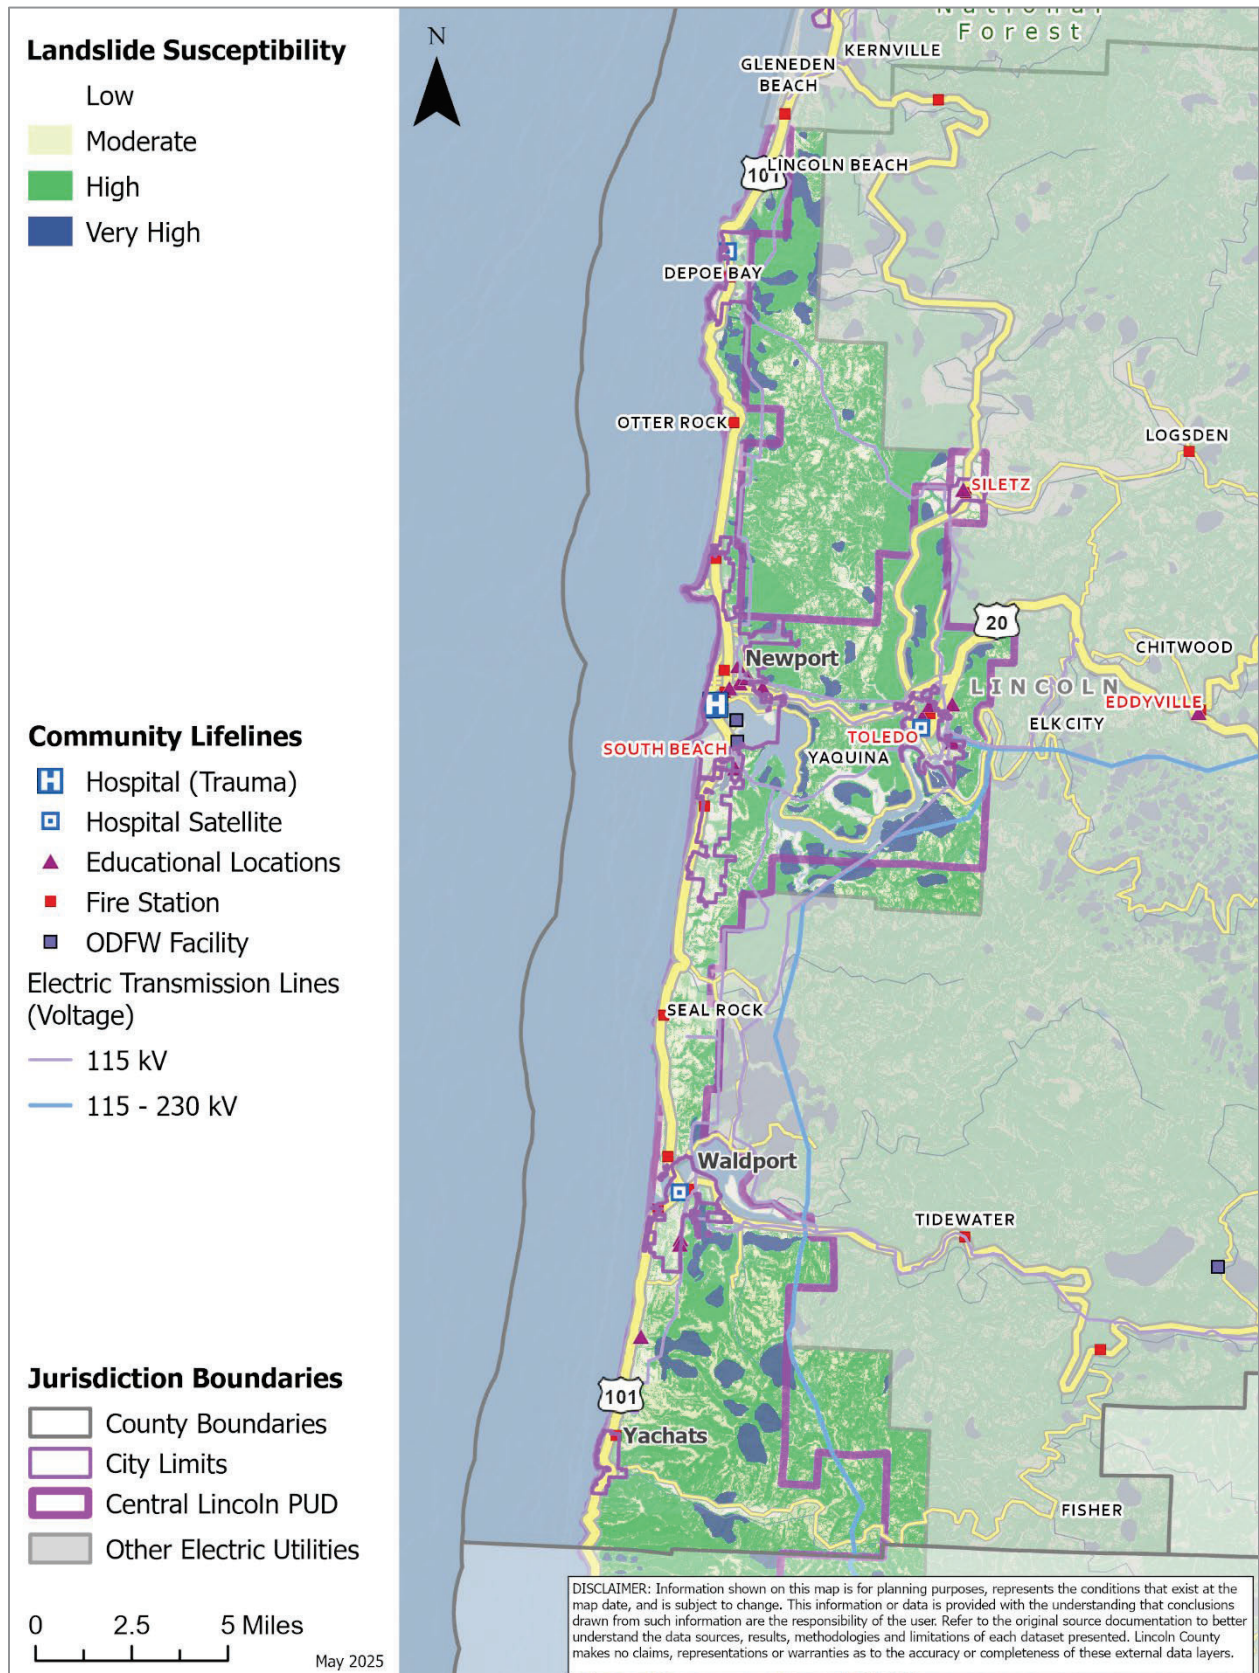 Landslide Susceptibility
Low
Moderate
High
Very High
Community Lifelines
Hospital (Trauma)
Hospital Satellite
Educational Locations
Fire Station
ODFW Facility
Electric Transmission Lines
(Voltage)
115 kV
115 - 230 kV
Jurisdiction Boundaries
County Boundaries
City Limits
Central Lincoln PUD
Other Electric Utilities
0 2.5 5 Miles
May 2025
N
National
Forest
KERNVILLE
GLENEDEN
BEACH
LINCOLN BEACH
101
DEPOE BAY
OTTER ROCK
LOGSDEN
SILETZ
20
CHITWOOD
Newport
LINCOLN
EDDYVILLE
H
ELK CITY
TOLEDO
SOUTH BEACH
YAQUINA
SEAL ROCK
Waldport
TIDEWATER
101
Yachats
FISHER
DISCLAIMER: Information shown on this map is for planning purposes, represents the conditions that exist at the
map date, and is subject to change. This information or data is provided with the understanding that conclusions
drawn from such information are the responsibility of the user. Refer to the original source documentation to better
understand the data sources, results, methodologies and limitations of each dataset presented. Lincoln County
makes no claims, representations or warranties as to the accuracy or completeness of these external data layers.